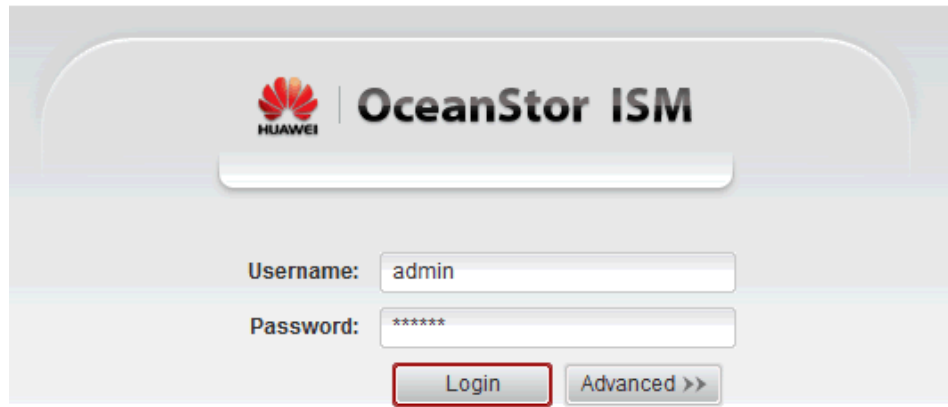 HUAWEI | OceanStor ISM
Username: admin
Password: ******
Login Advanced >>